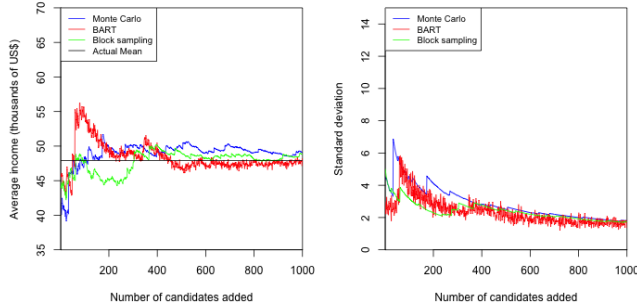 Monte Carlo
BART
Block sampling
Actual Mean
Average income (thousands of US$)
35 40 45 50 55 60 65 70
200 400 600 800 1000
Number of candidates added
Monte Carlo
BART
Block sampling
Standard deviation
0 2 4 6 8 10 12 14
200 400 600 800 1000
Number of candidates added